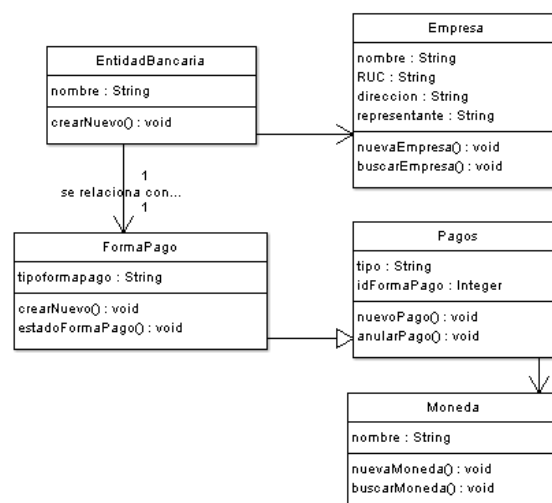 EntidadBancaria
nombre : String
crearNuevo() : void
Empresa
nombre : String
RUC : String
direccion : String
representante : String
nuevaEmpresa() : void
buscarEmpresa() : void
1
se relaciona con...
1
FormaPago
tipoformapago : String
crearNuevo() : void
estadoFormaPago() : void
Pagos
tipo : String
idFormaPago : Integer
nuevoPago() : void
anularPago() : void
Moneda
nombre : String
nuevaMoneda() : void
buscarMoneda() : void